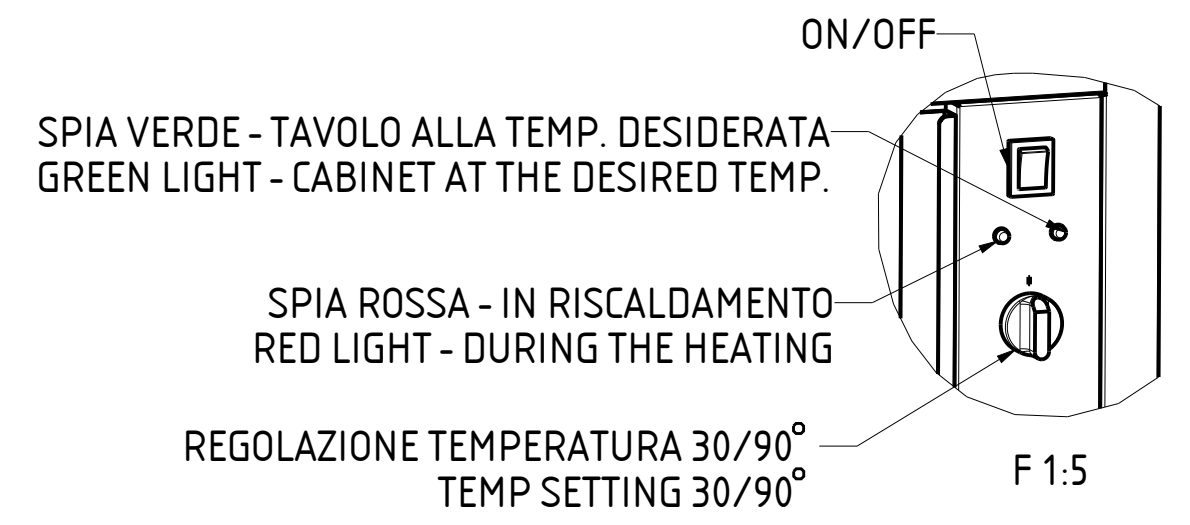 ON/OFF
SPIA VERDE - TAVOLO ALLA TEMP. DESIDERATA
GREEN LIGHT - CABINET AT THE DESIRED TEMP.
SPIA ROSSA - IN RISCALDAMENTO
RED LIGHT - DURING THE HEATING
REGOLAZIONE TEMPERATURA 30/90°
TEMP SETTING 30/90°
F 1:5